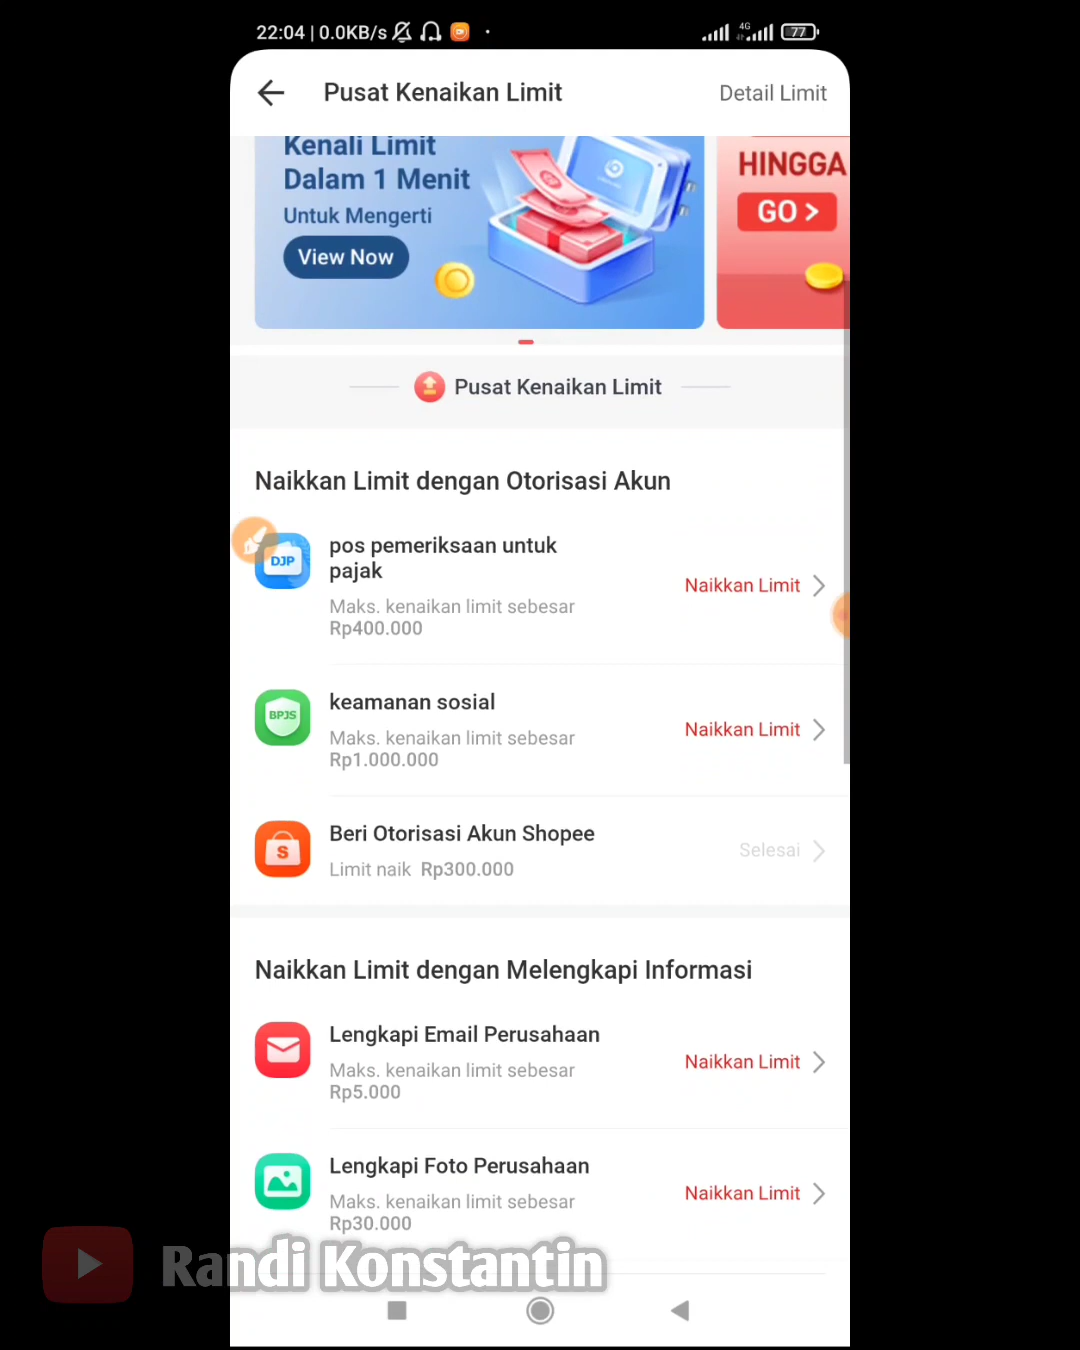 22:04 | 0.0KB/s
4G
77
Pusat Kenaikan Limit
Detail Limit
Kenali Limit
Dalam 1 Menit
Untuk Mengerti
View Now
HINGGA
GO >
Pusat Kenaikan Limit
Naikkan Limit dengan Otorisasi Akun
DJP
pos pemeriksaan untuk
pajak
Maks. kenaikan limit sebesar
Rp400.000
Naikkan Limit
BPJS
keamanan sosial
Maks. kenaikan limit sebesar
Rp1.000.000
Naikkan Limit
S
Beri Otorisasi Akun Shopee
Limit naik Rp300.000
Selesai
Naikkan Limit dengan Melengkapi Informasi
Lengkapi Email Perusahaan
Maks. kenaikan limit sebesar
Rp5.000
Naikkan Limit
Lengkapi Foto Perusahaan
Maks. kenaikan limit sebesar
Rp30.000
Naikkan Limit
Randi Konstantin